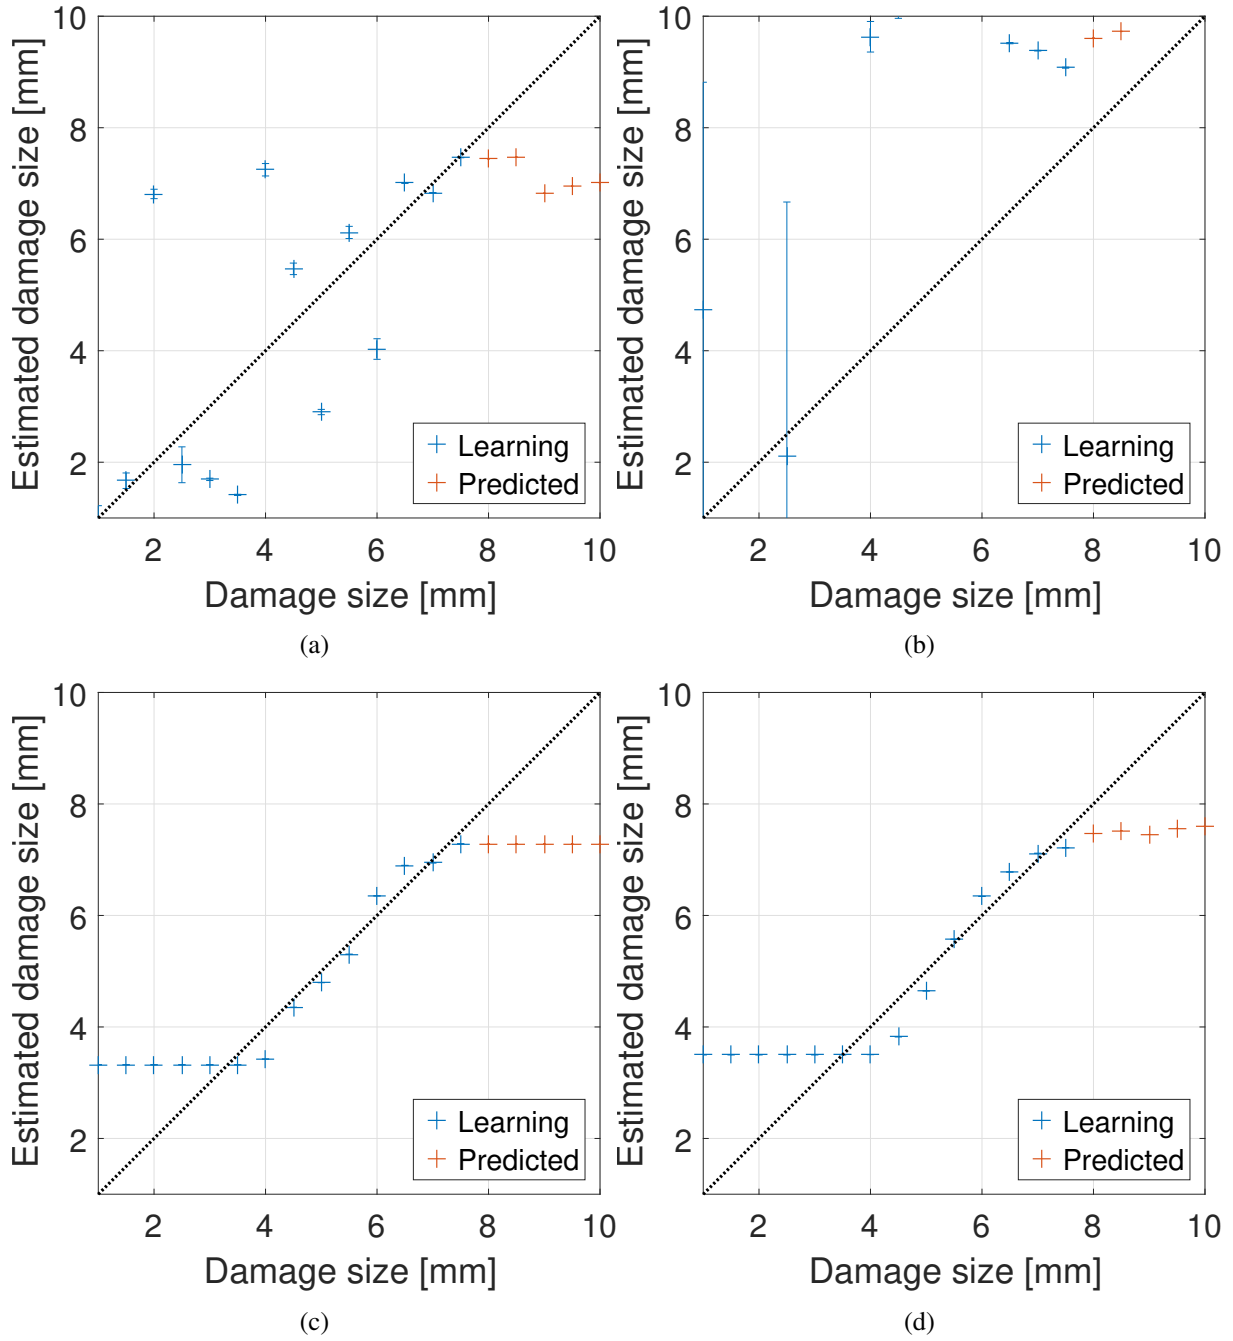 10
8
6
4
2
Estimated damage size [mm]
Learning
Predicted
2 4 6 8 10
Damage size [mm]
(a)
10
8
6
4
2
Estimated damage size [mm]
Learning
Predicted
2 4 6 8 10
Damage size [mm]
(b)
10
8
6
4
2
Estimated damage size [mm]
Learning
Predicted
2 4 6 8 10
Damage size [mm]
(c)
10
8
6
4
2
Estimated damage size [mm]
Learning
Predicted
2 4 6 8 10
Damage size [mm]
(d)